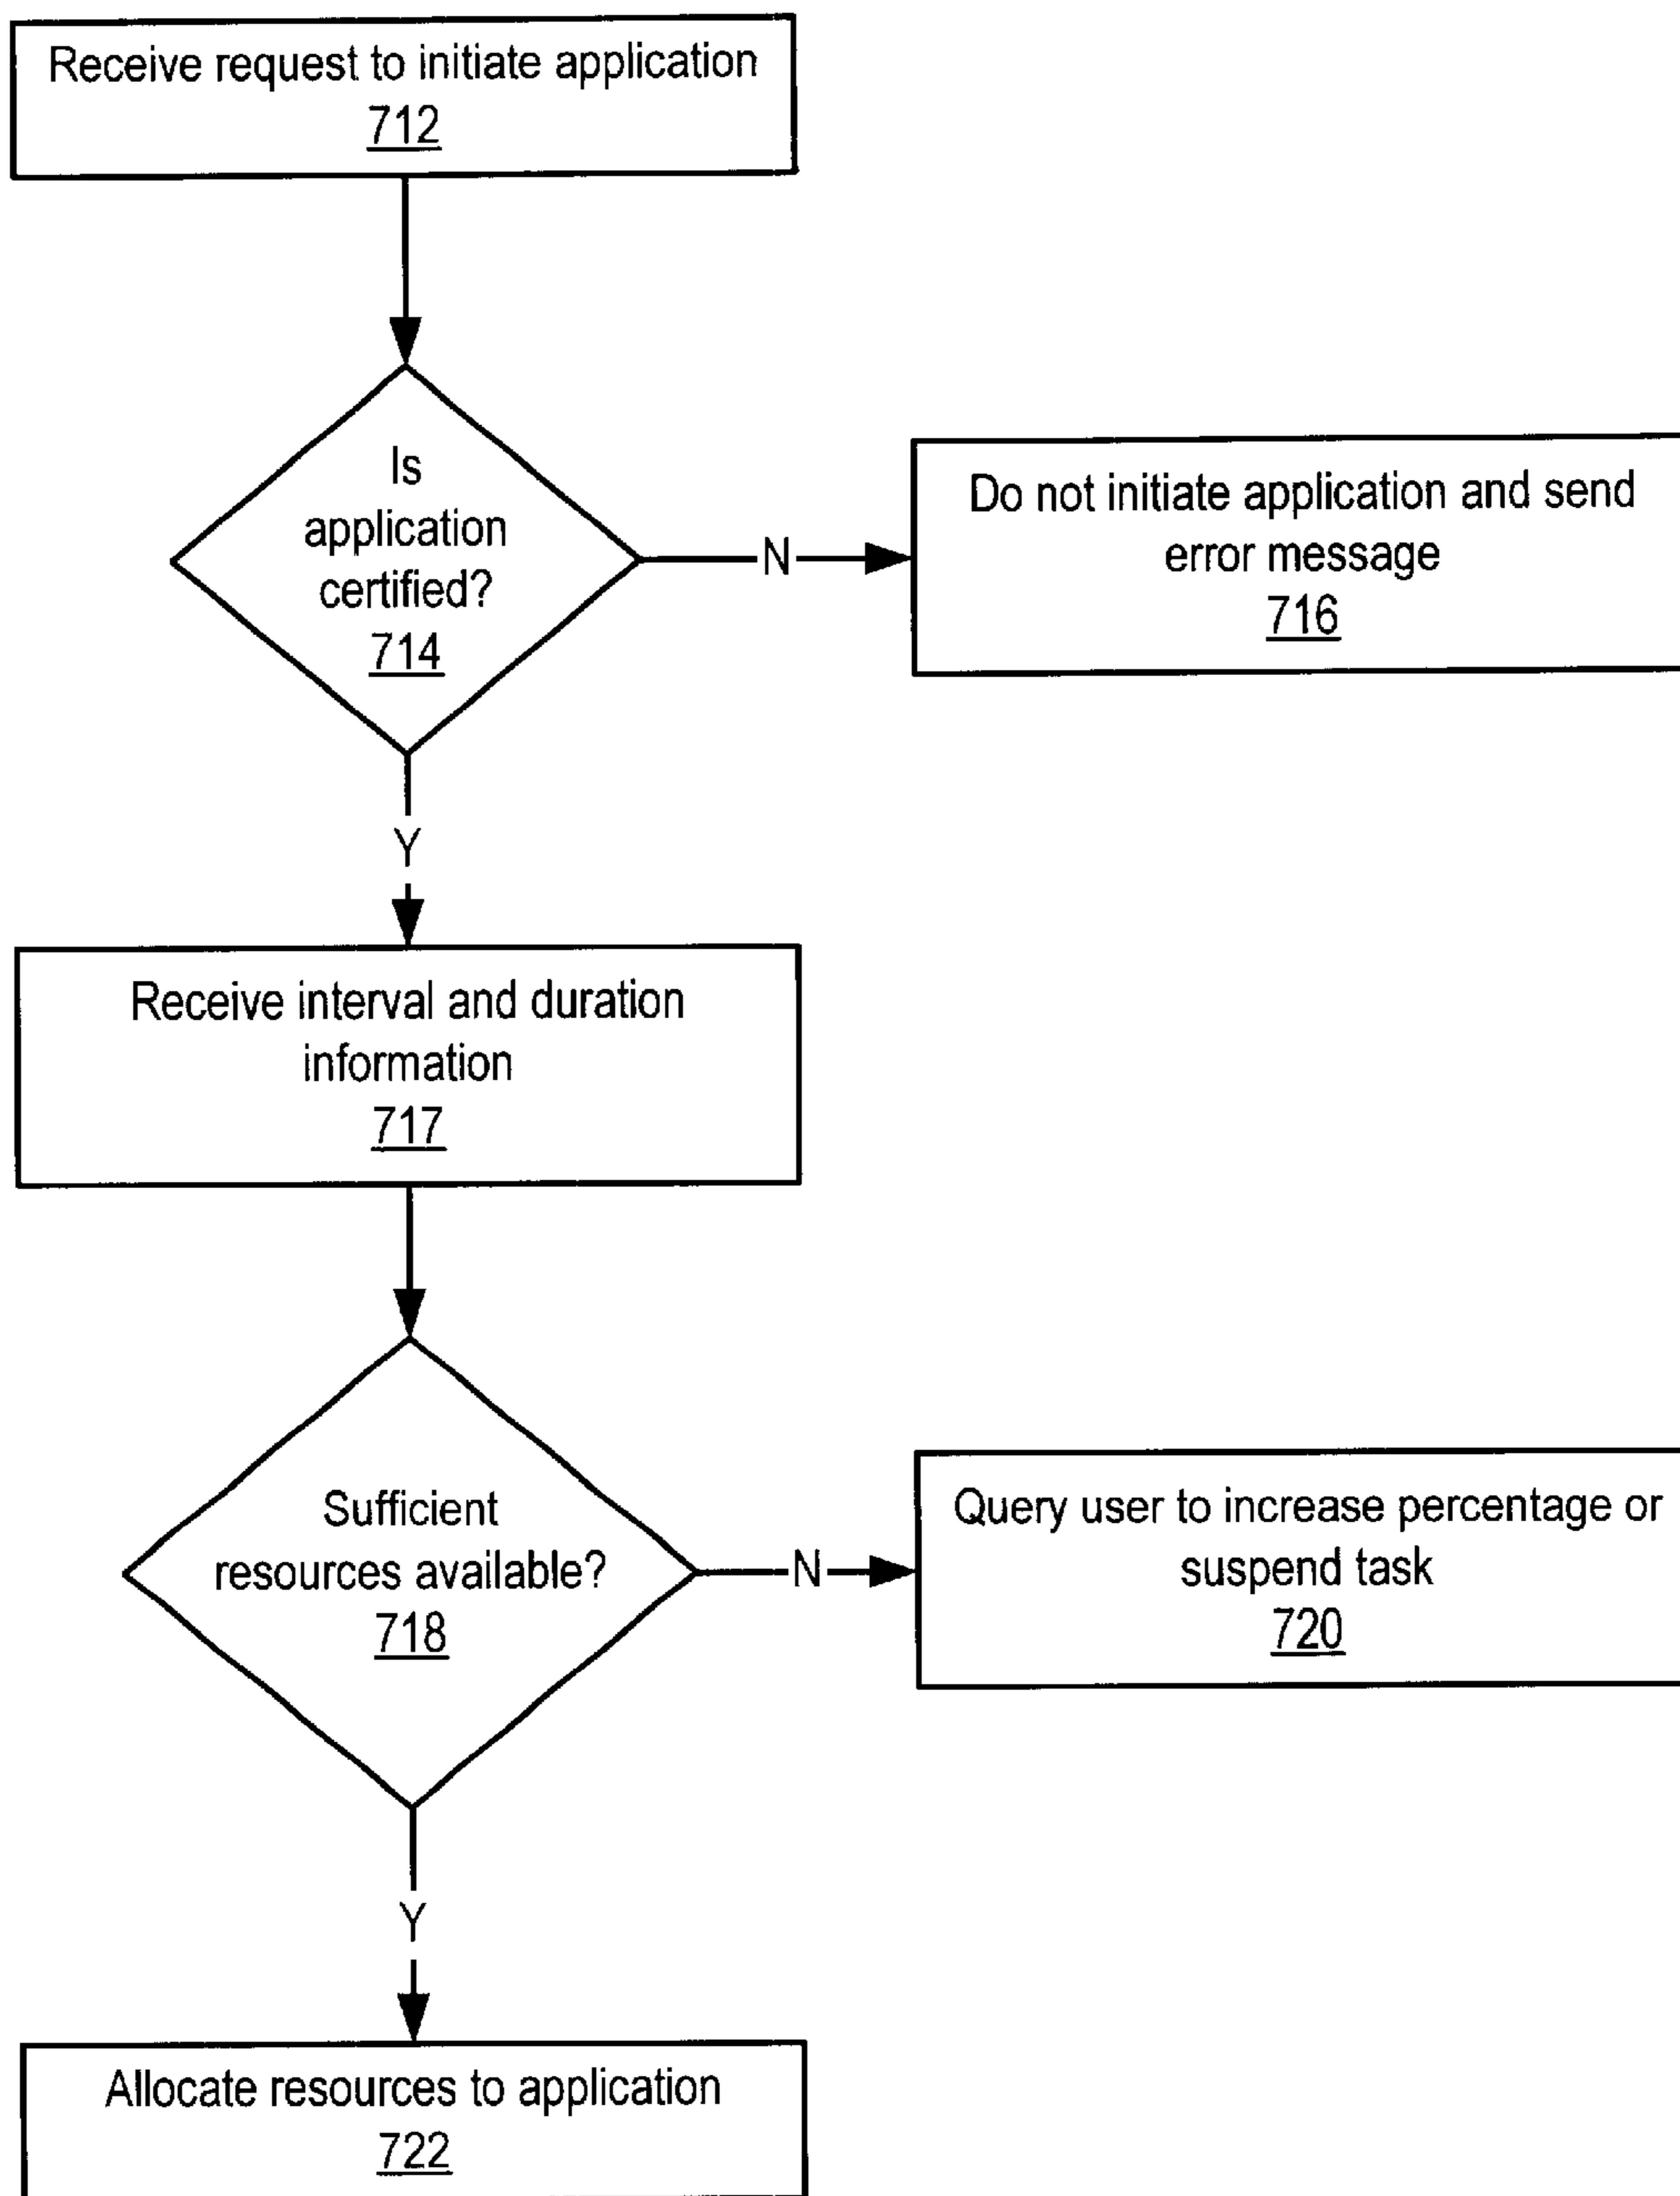 Receive request to initiate application
712
Is
application
certified?
714
N
Do not initiate application and send
error message
716
Y
Receive interval and duration
information
717
Sufficient
resources available?
718
N
Query user to increase percentage or
suspend task
720
Y
Allocate resources to application
722